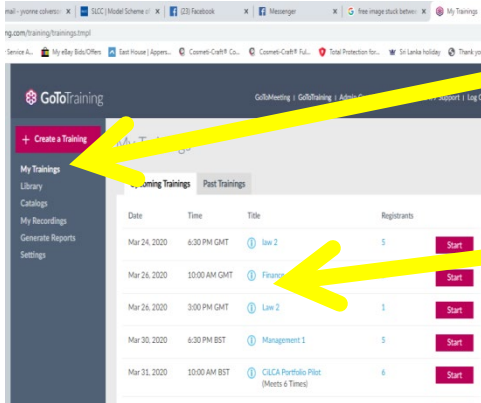 mail - yvonne colverson SLCC | Model Scheme of (23) Facebook Messenger free image stuck betwee My Trainings
ng.com/training/trainings.tmpl
Service A... My eBay Bids/Offers East House | Appers... Cosmeti-Craft® Co... Cosmeti-Craft® Ful... Total Protection for... Sri Lanka holiday Thank yo
GoToTraining
GoToMeeting | GoToTraining | Support | Log
+ Create a Training
My Trainings
My Trainings
Library
Catalogs
My Recordings
Generate Reports
Settings
Upcoming Trainings Past Trainings
Date Time Title Registrants
Mar 24, 2020 6:30 PM GMT law 2 5 Start
Mar 26, 2020 10:00 AM GMT Finance Start
Mar 26, 2020 3:00 PM GMT Law 2 1 Start
Mar 30, 2020 6:30 PM BST Management 1 5 Start
Mar 31, 2020 10:00 AM BST CiLCA Portfolio Pilot 6 Start
(Meets 6 Times)